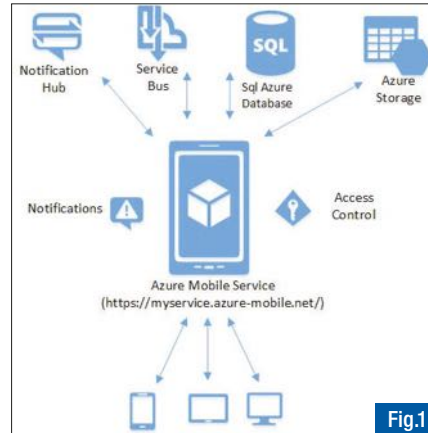 Notification
Hub
Service
Bus
SQL
Sql Azure
Database
Azure
Storage
Notifications
Access
Control
Azure Mobile Service
(https://myservice.azure-mobile.net/)
Fig.1